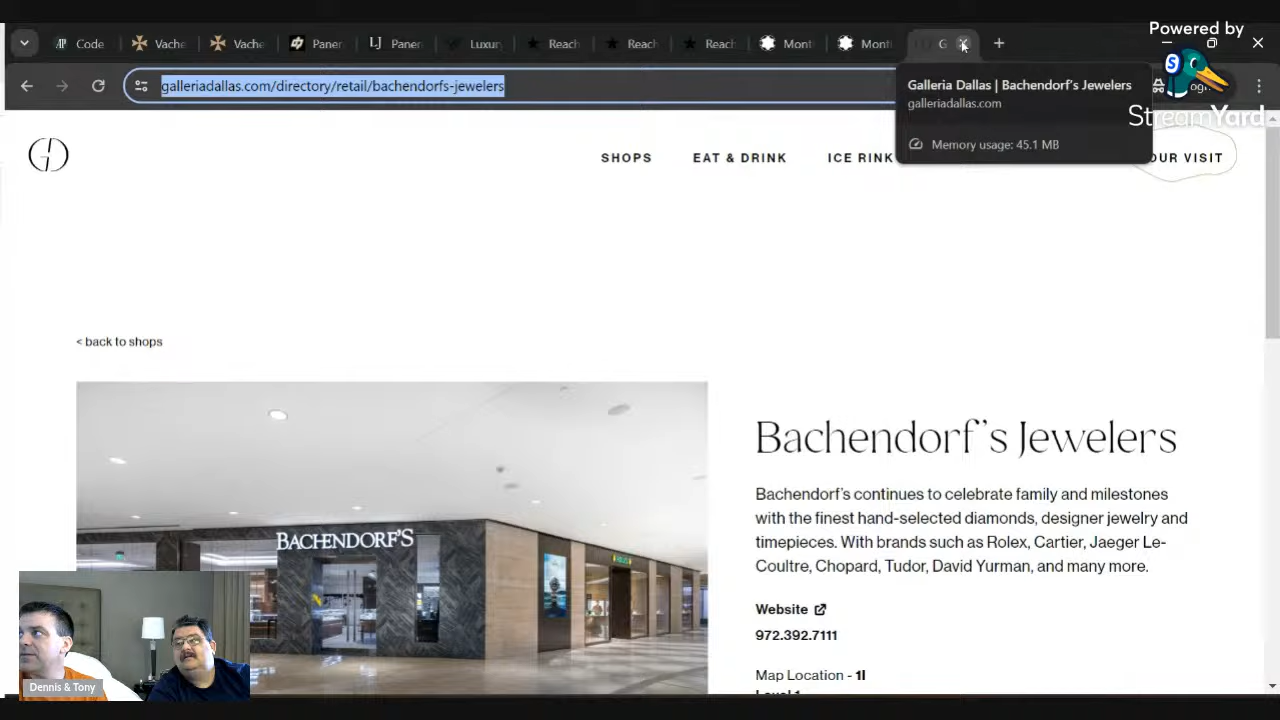 Powered by
StreamYard
Code
Vache
Vache
Paner
Paner
Luxur
Reach
Reach
Reach
Mont
Mont
G
galleriadallas.com/directory/retail/bachendorfs-jewelers
Galleria Dallas | Bachendorf's Jewelers
galleriadallas.com
Memory usage: 45.1 MB
SHOPS
EAT & DRINK
ICE RINK
OUR VISIT
< back to shops
BACHENDORF'S
Bachendorf's Jewelers
Bachendorf's continues to celebrate family and milestones
with the finest hand-selected diamonds, designer jewelry and
timepieces. With brands such as Rolex, Cartier, Jaeger Le-
Coultre, Chopard, Tudor, David Yurman, and many more.
Website
972.392.7111
Map Location - 1I
Level 1
Dennis & Tony